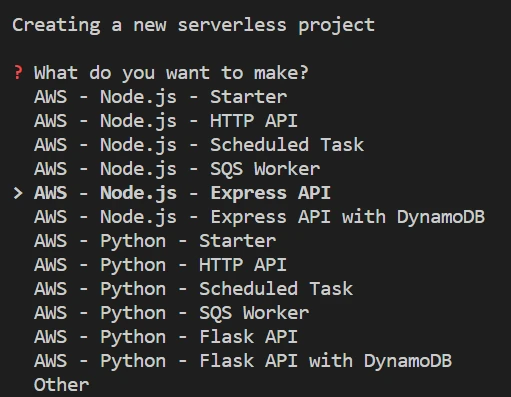 Creating a new serverless project
? What do you want to make?
AWS - Node.js - Starter
AWS - Node.js - HTTP API
AWS - Node.js - Scheduled Task
AWS - Node.js - SQS Worker
> AWS - Node.js - Express API
AWS - Node.js - Express API with DynamoDB
AWS - Python - Starter
AWS - Python - HTTP API
AWS - Python - Scheduled Task
AWS - Python - SQS Worker
AWS - Python - Flask API
AWS - Python - Flask API with DynamoDB
Other